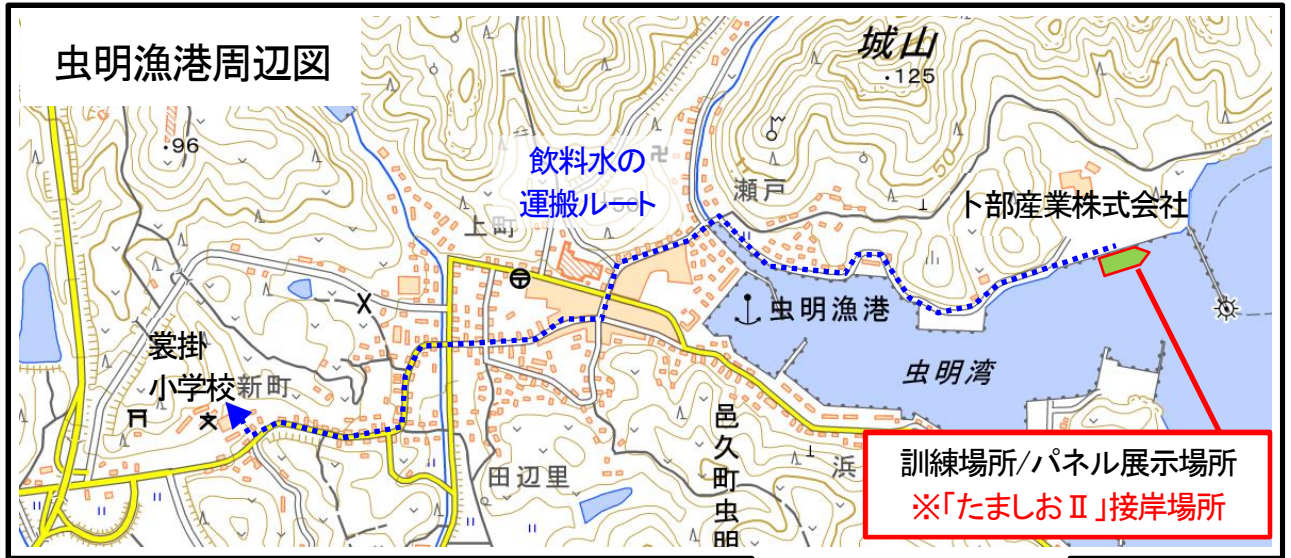 虫明漁港周辺図
城山
・125
・96
飲料水の
運搬ルート
瀬戸
上町
卜部産業株式会社
虫明漁港
虫明湾
裳掛
小学校
新町
文
田辺里
邑久町虫明
浜
50
訓練場所/パネル展示場所
※「たましおⅡ」接岸場所